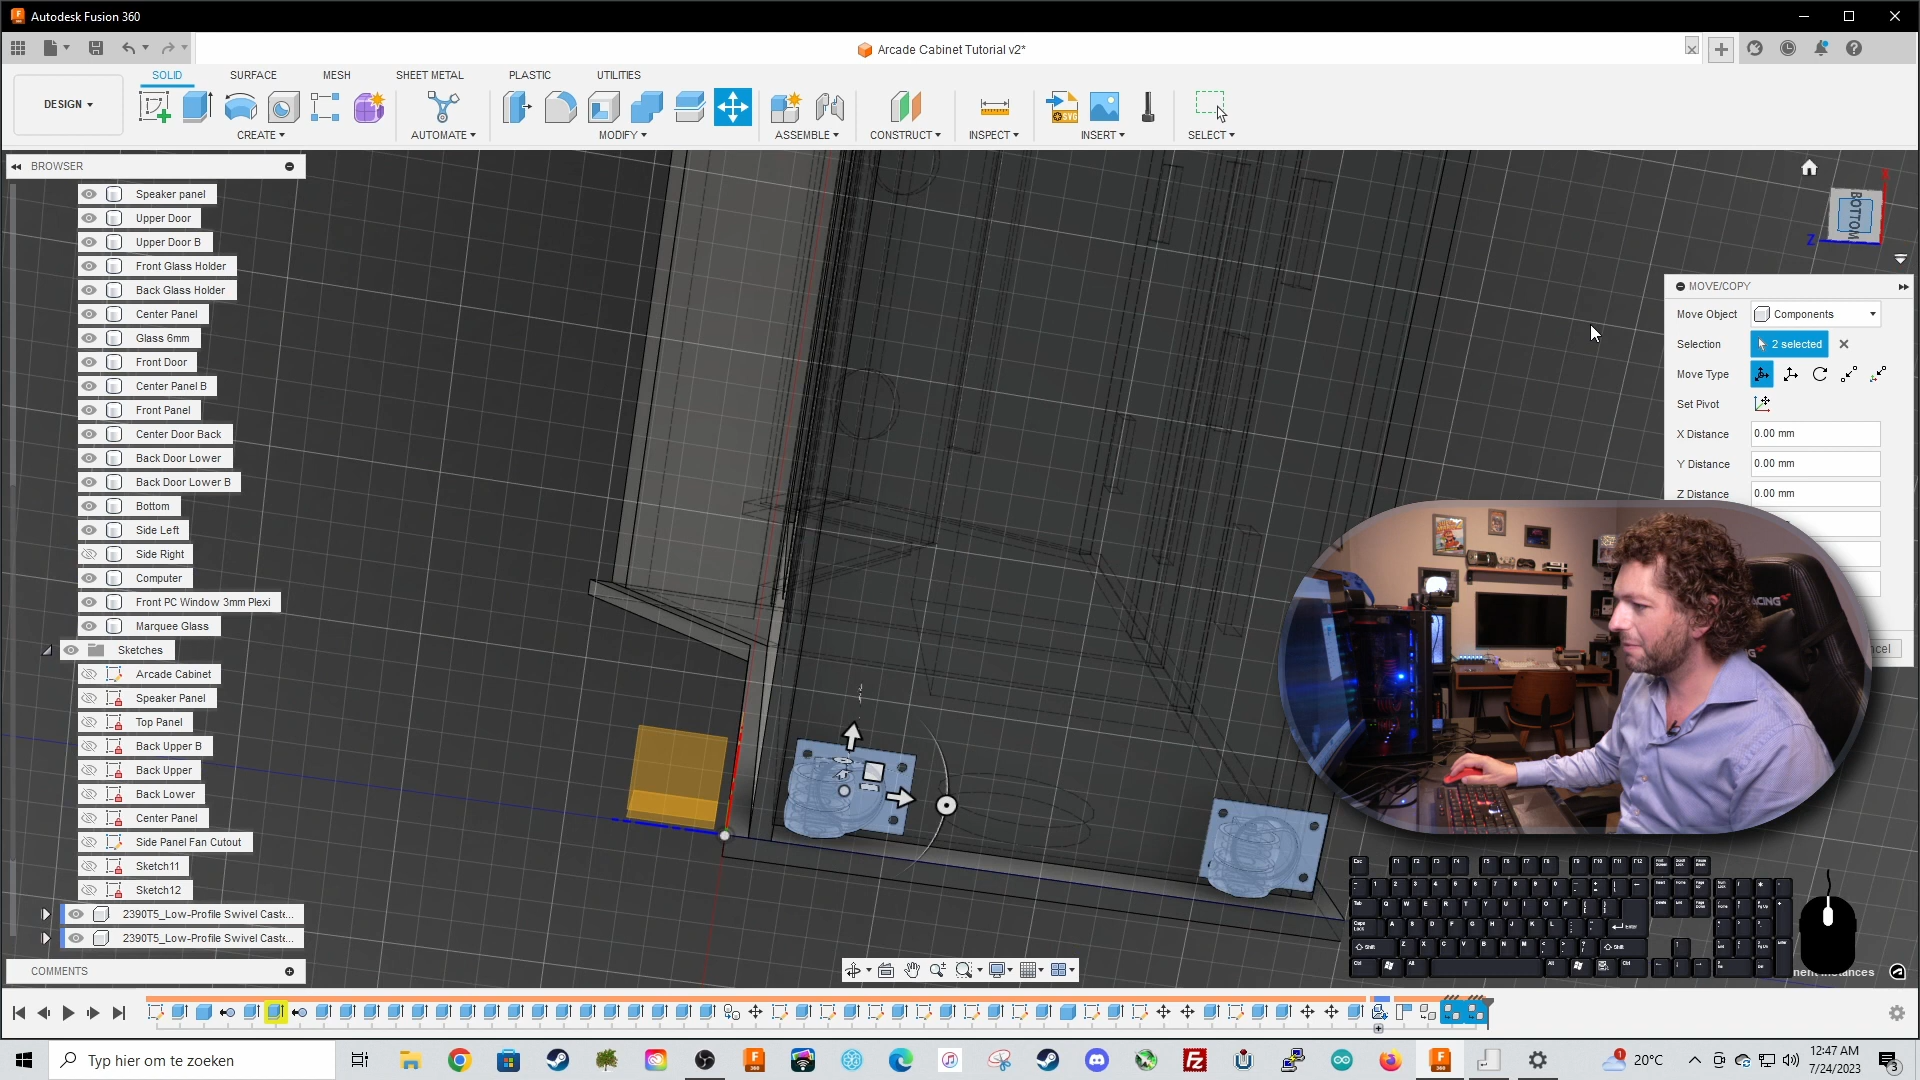 Autodesk Fusion 360
Arcade Cabinet Tutorial v2*
DESIGN
SOLID
SURFACE
MESH
SHEET METAL
PLASTIC
UTILITIES
CREATE
AUTOMATE
MODIFY
ASSEMBLE
CONSTRUCT
INSPECT
INSERT
SELECT
BROWSER
Speaker panel
Upper Door
Upper Door B
Front Glass Holder
Back Glass Holder
Center Panel
Glass 6mm
Front Door
Center Panel B
Front Panel
Center Door Back
Back Door Lower
Back Door Lower B
Bottom
Side Left
Side Right
Computer
Front PC Window 3mm Plexi
Marquee Glass
Sketches
Arcade Cabinet
Speaker Panel
Top Panel
Back Upper B
Back Upper
Back Lower
Center Panel
Side Panel Fan Cutout
Sketch11
Sketch12
2390T5_Low-Profile Swivel Caste...
2390T5_Low-Profile Swivel Caste...
COMMENTS
BOTTOM
Z
MOVE/COPY
Move Object
Components
Selection
2 selected
Move Type
Set Pivot
X Distance
0.00 mm
Y Distance
0.00 mm
Z Distance
0.00 mm
Typ hier om te zoeken
20°C
12:47 AM
7/24/2023